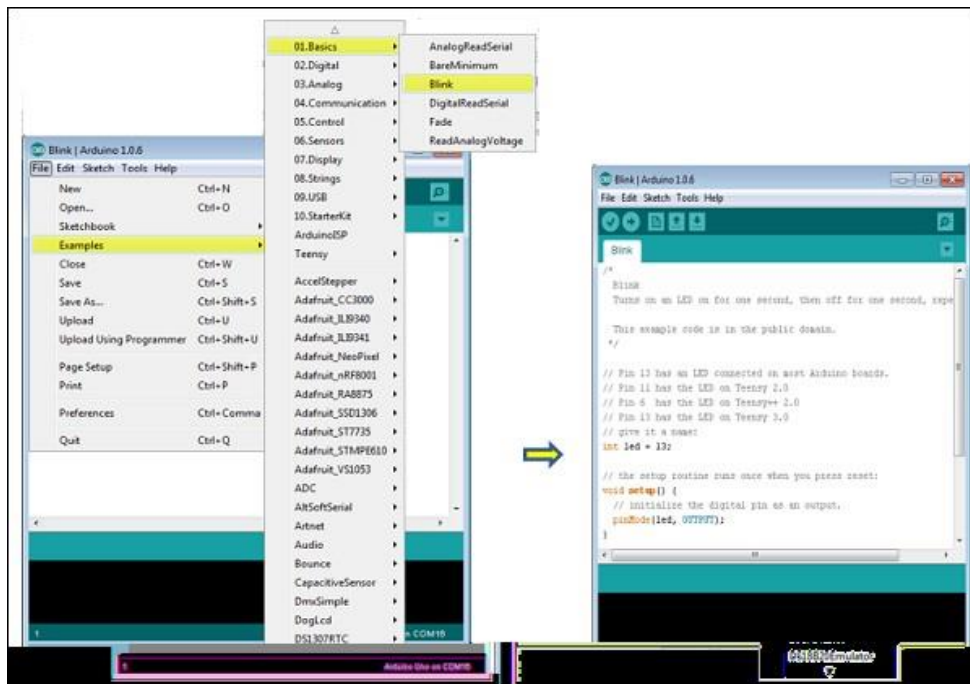 Blink | Arduino 1.0.6
File Edit Sketch Tools Help
New Ctrl+N
Open... Ctrl+O
Sketchbook
Examples
Close Ctrl+W
Save Ctrl+S
Save As... Ctrl+Shift+S
Upload Ctrl+U
Upload Using Programmer Ctrl+Shift+U
Page Setup Ctrl+Shift+P
Print Ctrl+P
Preferences Ctrl+Comma
Quit Ctrl+Q
1
01.Basics
02.Digital
03.Analog
04.Communication
05.Control
06.Sensors
07.Display
08.Strings
09.USB
10.StarterKit
ArduinoISP
Teensy
AccelStepper
Adafruit_CC3000
Adafruit_ILI9340
Adafruit_ILI9341
Adafruit_NeoPixel
Adafruit_nRF8001
Adafruit_RA8875
Adafruit_SSD1306
Adafruit_ST7735
Adafruit_STMPE610
Adafruit_VS1053
ADC
AltSoftSerial
Artnet
Audio
Bounce
CapacitiveSensor
DmxSimple
DogLcd
DS1307RTC
AnalogReadSerial
BareMinimum
Blink
DigitalReadSerial
Fade
ReadAnalogVoltage
on COM16
1 Arduino Uno on COM16
Blink | Arduino 1.0.6
File Edit Sketch Tools Help
Blink
/*
Blink
Turns on an LED on for one second, then off for one second, repe
This example code is in the public domain.
*/
// Pin 13 has an LED connected on most Arduino boards.
// Pin 11 has the LED on Teensy 2.0
// Pin 6 has the LED on Teensy++ 2.0
// Pin 13 has the LED on Teensy 3.0
// give it a name:
int led = 13;
// the setup routine runs once when you press reset:
void setup() {
// initialize the digital pin as an output.
pinMode(led, OUTPUT);
}